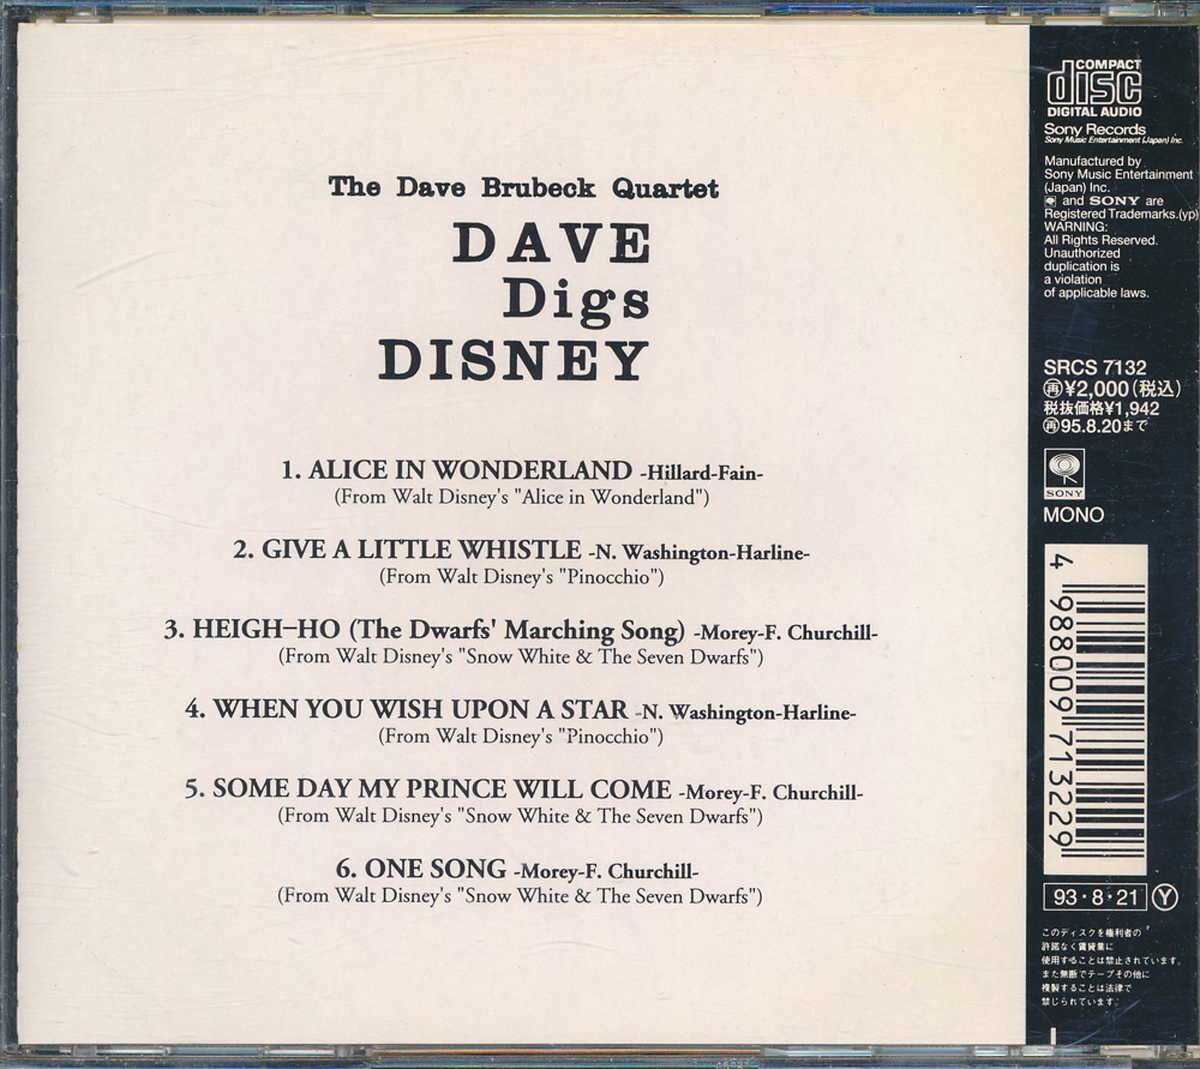 The Dave Brubeck Quartet
DAVE
Digs
DISNEY
1. ALICE IN WONDERLAND -Hillard-Fain-
(From Walt Disney's "Alice in Wonderland")
2. GIVE A LITTLE WHISTLE -N. Washington-Harline-
(From Walt Disney's "Pinocchio")
3. HEIGH-HO (The Dwarfs' Marching Song) -Morey-F. Churchill-
(From Walt Disney's "Snow White & The Seven Dwarfs")
4. WHEN YOU WISH UPON A STAR -N. Washington-Harline-
(From Walt Disney's "Pinocchio")
5. SOME DAY MY PRINCE WILL COME -Morey-F. Churchill-
(From Walt Disney's "Snow White & The Seven Dwarfs")
6. ONE SONG -Morey-F. Churchill-
(From Walt Disney's "Snow White & The Seven Dwarfs")
COMPACT
disc
DIGITAL AUDIO
Sony Records
Sony Music Entertainment (Japan) Inc.
Manufactured by
Sony Music Entertainment
(Japan) Inc.
and SONY are
Registered Trademarks.(yp)
WARNING:
All Rights Reserved.
Unauthorized
duplication is
a violation
of applicable laws.
SRCS 7132
㊢¥2,000(税込)
税抜価格¥1,942
95.8.20まで
SONY
MONO
4 988009 713229
93・8・21 Ⓨ
このディスクを権利者の
許諾なく賃貸業に
使用することは禁止されています。
また無断でテープその他に
複製することは法律で
禁じられています。